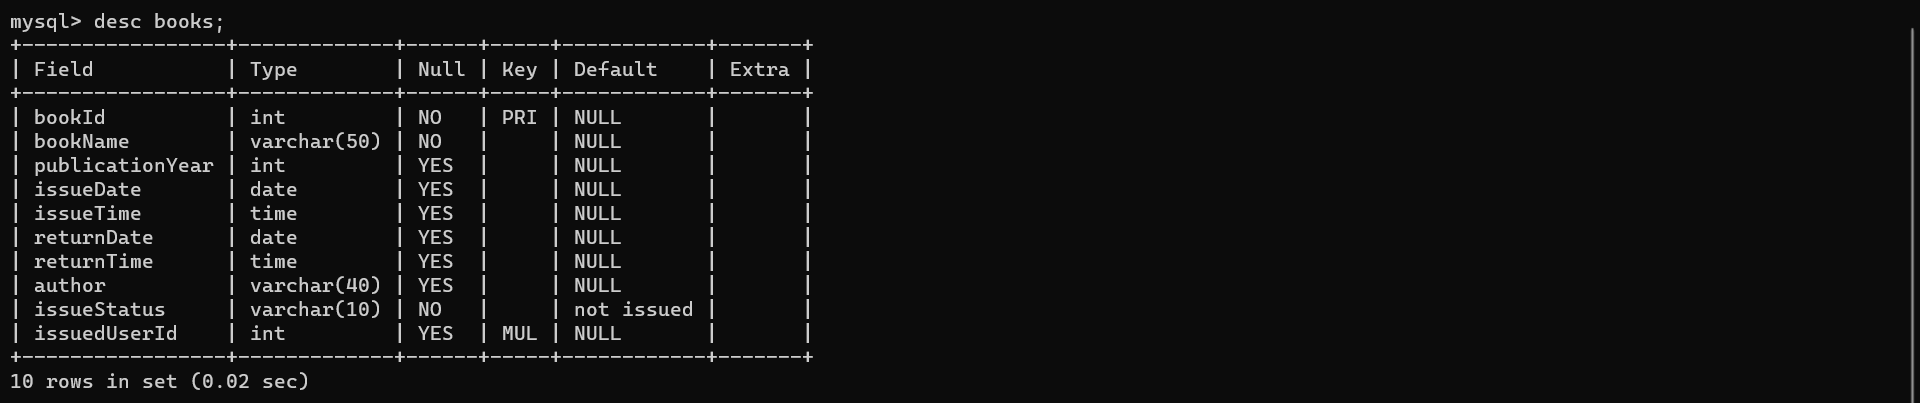 mysql> desc books;
+-----------------+-------------+------+-----+------------+-------+
| Field           | Type        | Null | Key | Default    | Extra |
+-----------------+-------------+------+-----+------------+-------+
| bookId          | int         | NO   | PRI | NULL       |       |
| bookName        | varchar(50) | NO   |     | NULL       |       |
| publicationYear | int         | YES  |     | NULL       |       |
| issueDate       | date        | YES  |     | NULL       |       |
| issueTime       | time        | YES  |     | NULL       |       |
| returnDate      | date        | YES  |     | NULL       |       |
| returnTime      | time        | YES  |     | NULL       |       |
| author          | varchar(40) | YES  |     | NULL       |       |
| issueStatus     | varchar(10) | NO   |     | not issued |       |
| issuedUserId    | int         | YES  | MUL | NULL       |       |
+-----------------+-------------+------+-----+------------+-------+
10 rows in set (0.02 sec)